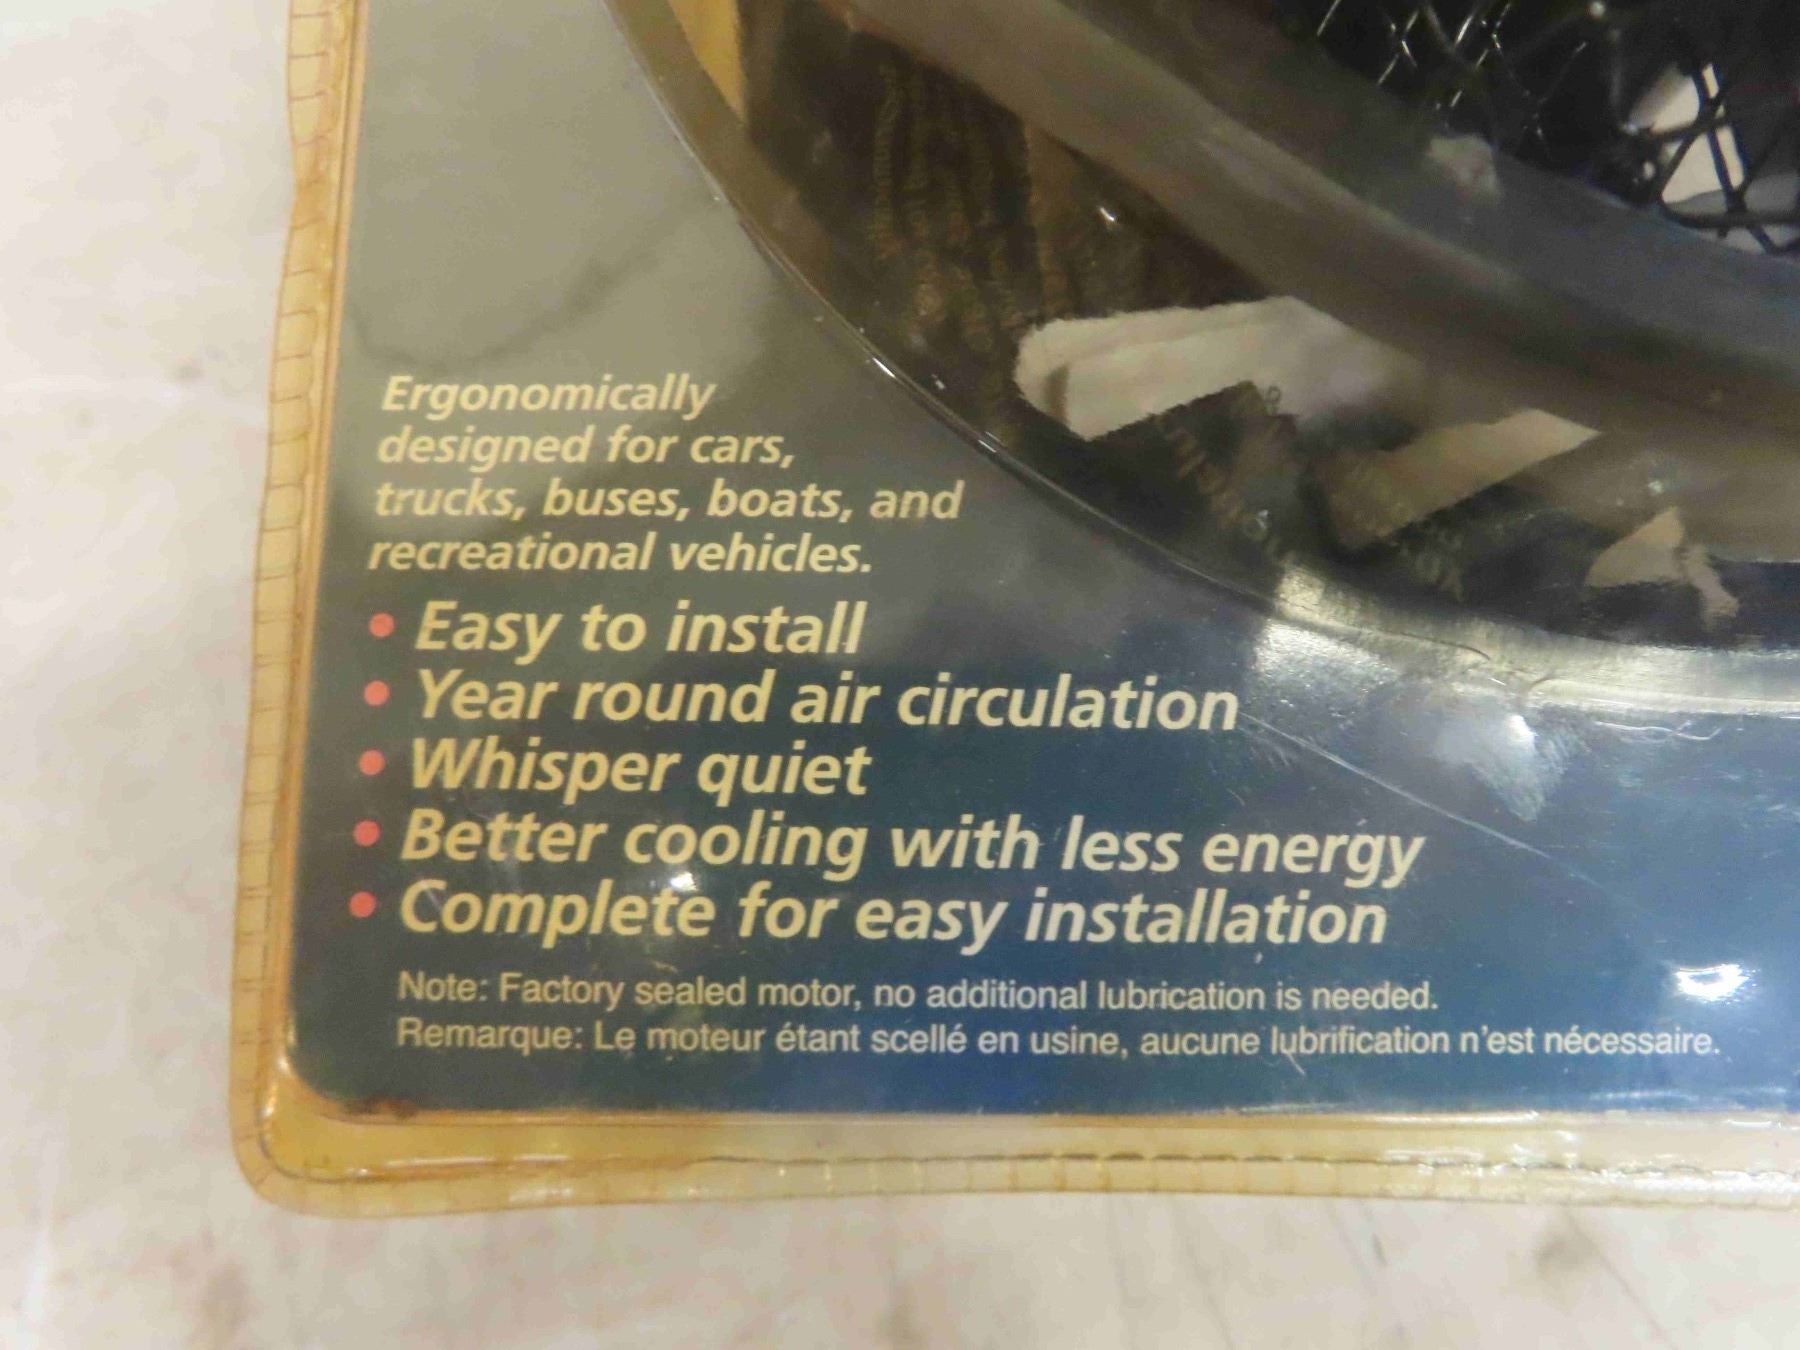 Ergonomically
designed for cars,
trucks, buses, boats, and
recreational vehicles.
• Easy to install
• Year round air circulation
• Whisper quiet
• Better cooling with less energy
• Complete for easy installation
Note: Factory sealed motor, no additional lubrication is needed.
Remarque: Le moteur étant scellé en usine, aucune lubrification n'est nécessaire.